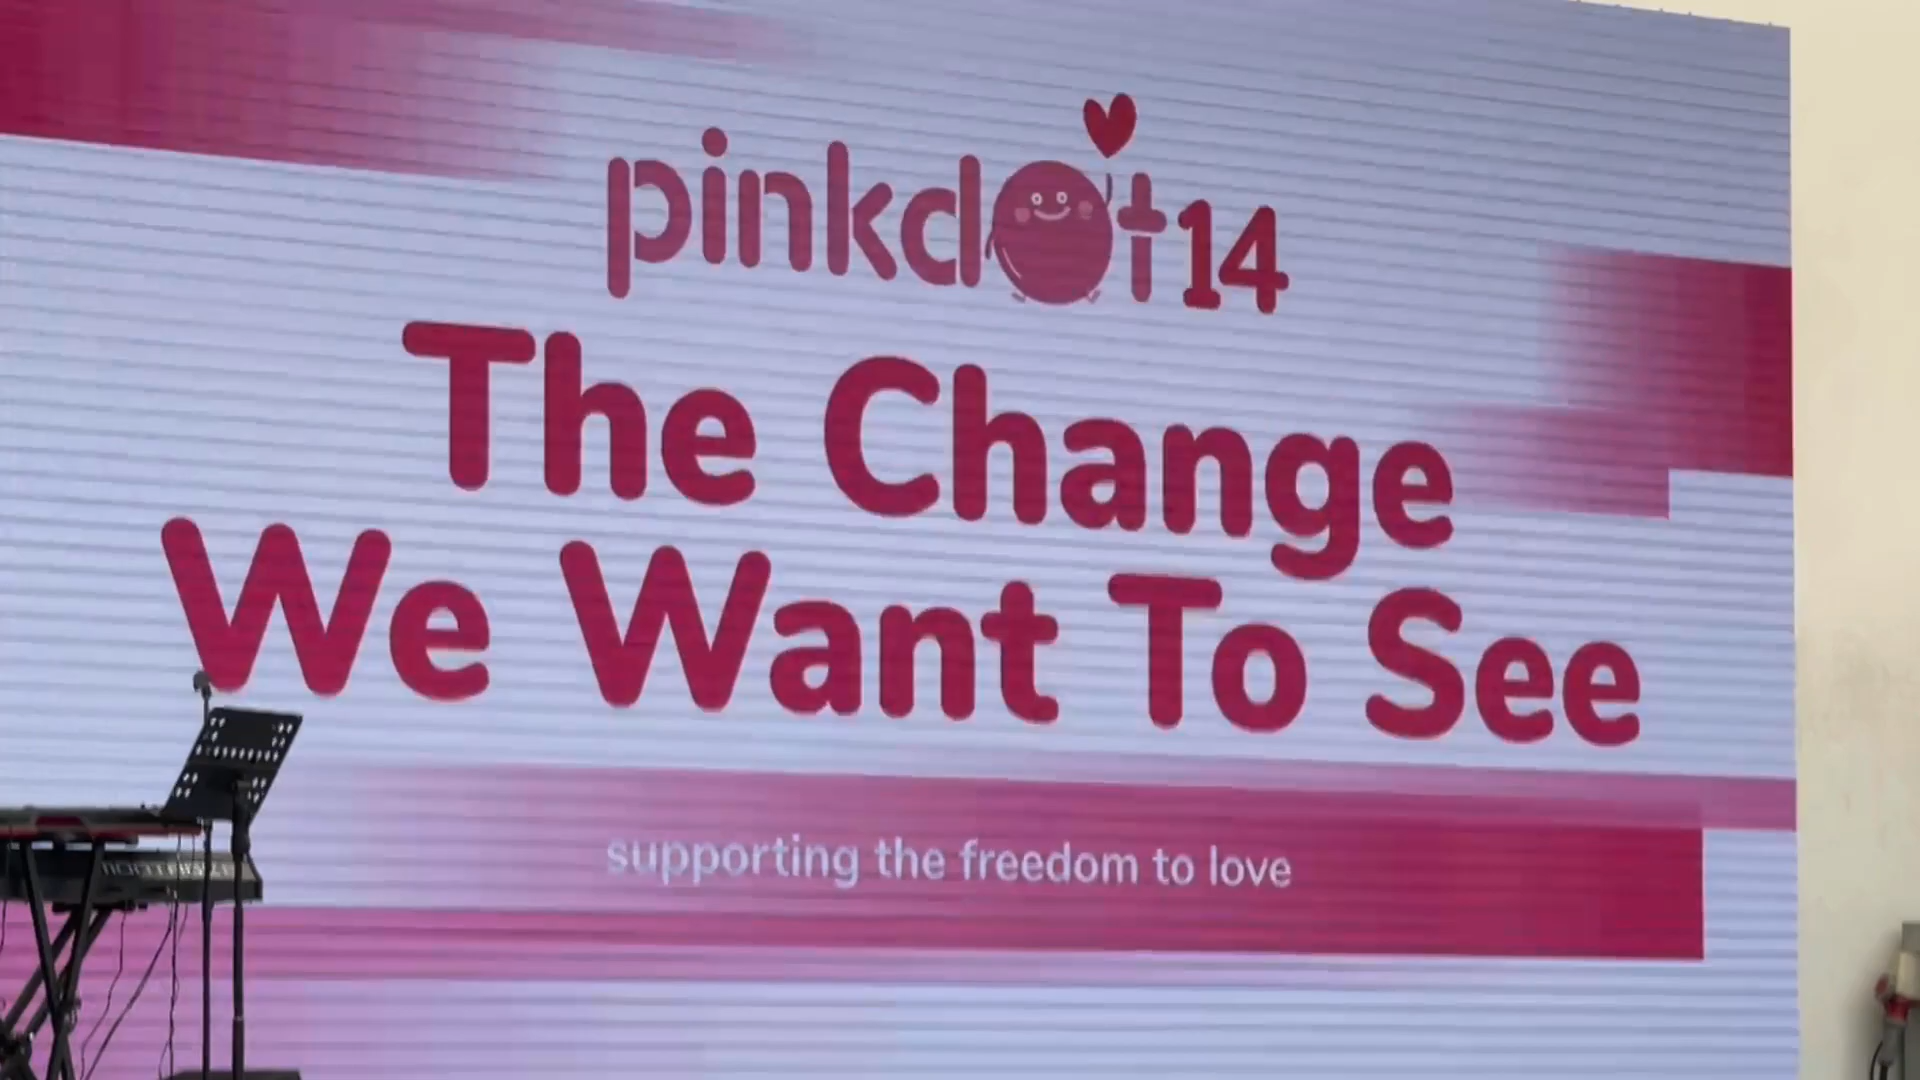 pinkdot14
The Change
We Want To See
supporting the freedom to love